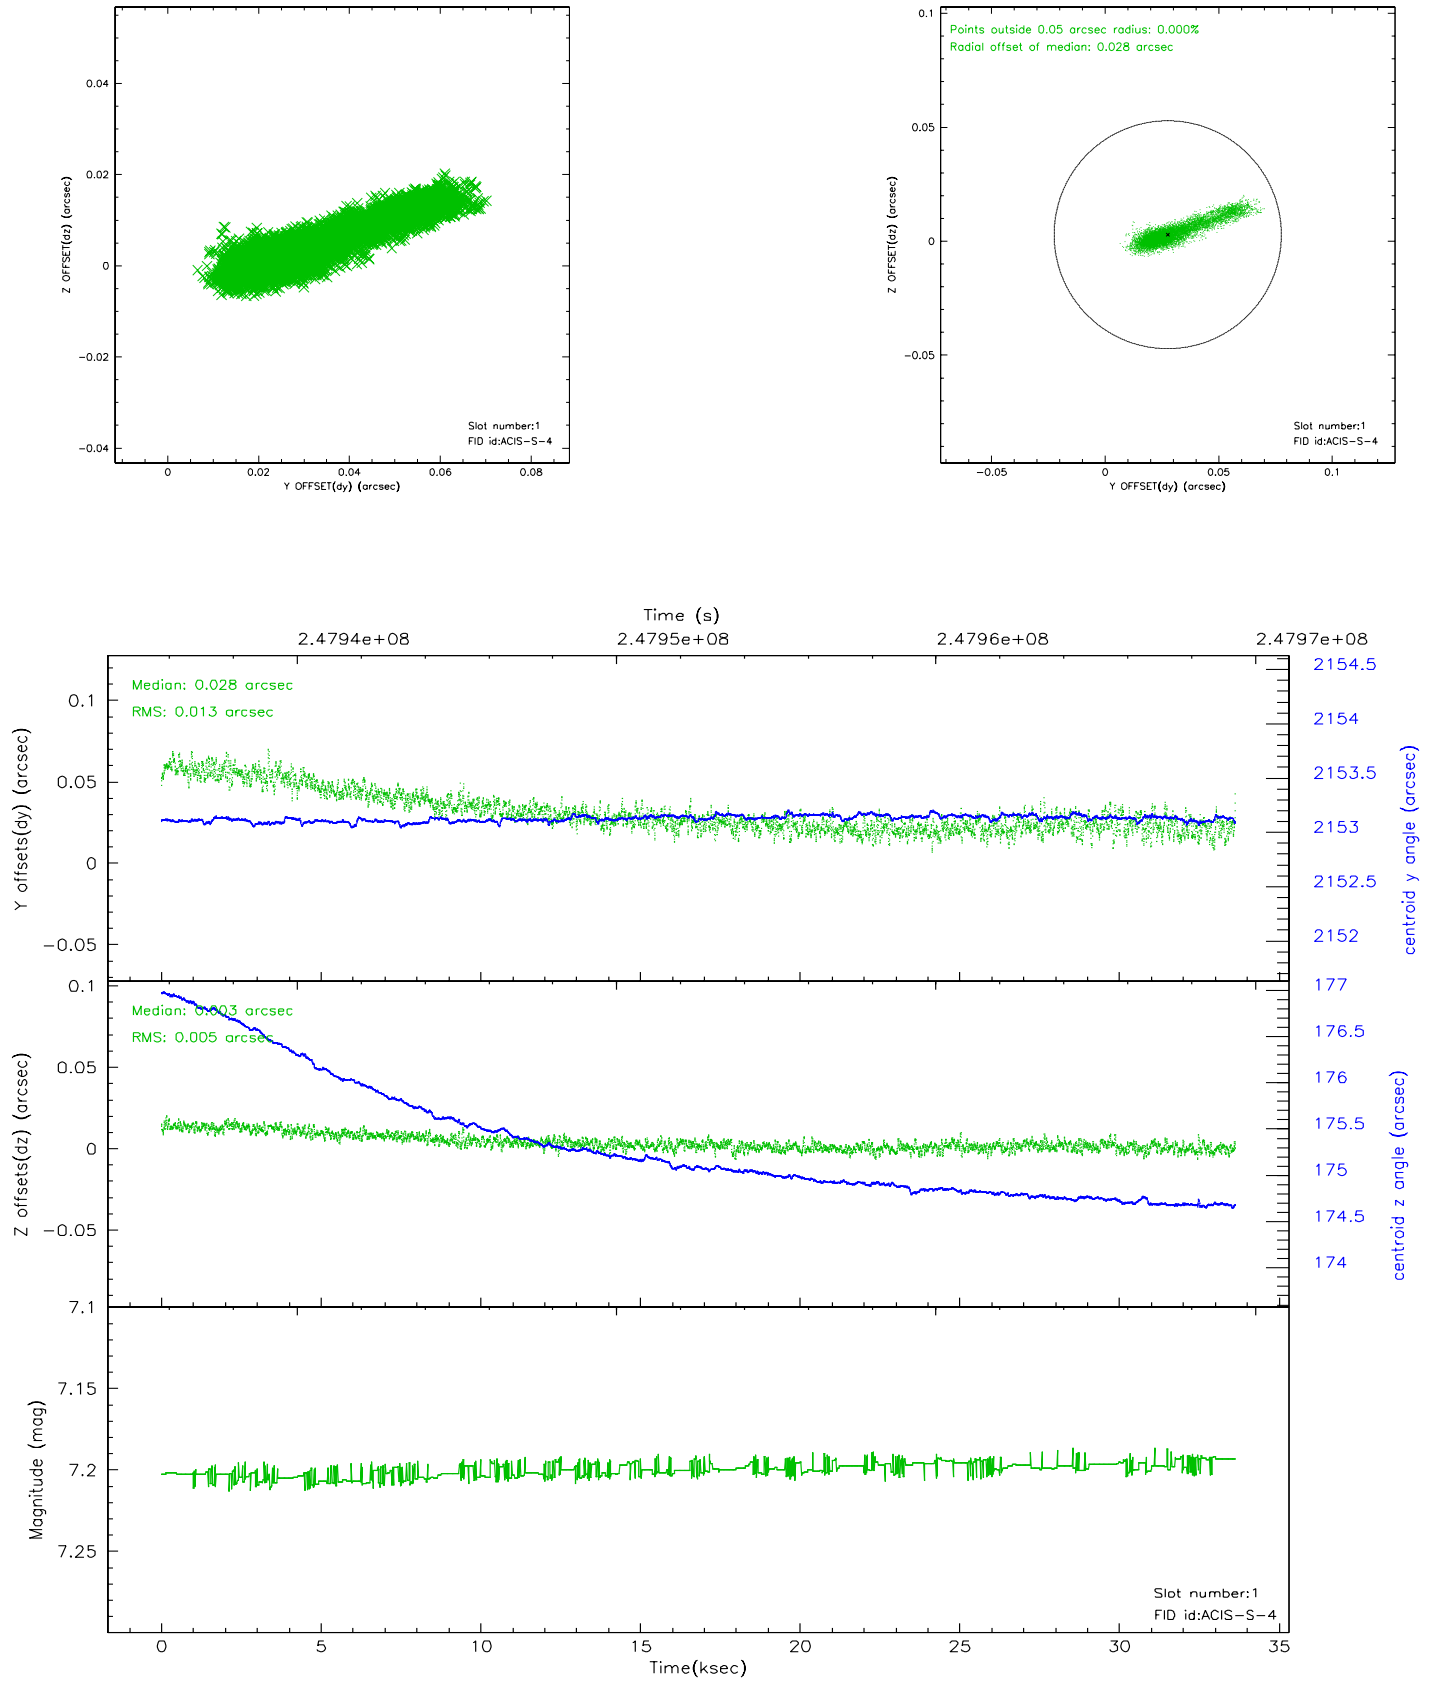 Points outside 0.05 arcsec radius: 0.000%
Radial offset of median: 0.028 arcsec
0.04
0.02
0
−0.02
−0.04
Z OFFSET(dz) (arcsec)
Slot number:1
FID id:ACIS−S−4
0 0.02 0.04 0.06 0.08
Y OFFSET(dy) (arcsec)
0.1
0.05
0
−0.05
Z OFFSET(dz) (arcsec)
Slot number:1
FID id:ACIS−S−4
−0.05 0 0.05 0.1
Y OFFSET(dy) (arcsec)
Time (s)
2.4794e+08 2.4795e+08 2.4796e+08 2.4797e+08
Median: 0.028 arcsec
RMS: 0.013 arcsec
0.1
0.05
0
−0.05
Y offsets(dy) (arcsec)
2154.5
2154
2153.5
2153
2152.5
2152
centroid y angle (arcsec)
Median: 0.003 arcsec
RMS: 0.005 arcsec
0.1
0.05
0
−0.05
Z offsets(dz) (arcsec)
177
176.5
176
175.5
175
174.5
174
centroid z angle (arcsec)
7.1
7.15
7.2
7.25
Magnitude (mag)
Slot number:1
FID id:ACIS−S−4
0 5 10 15 20 25 30 35
Time(ksec)